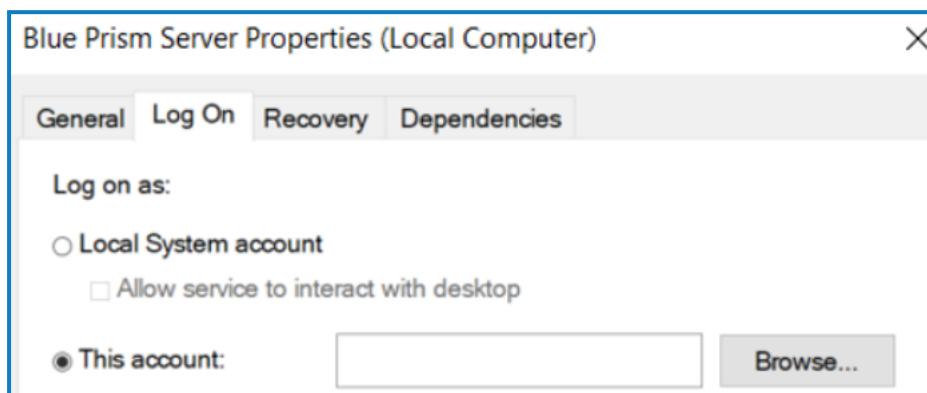 Blue Prism Server Properties (Local Computer)
General Log On Recovery Dependencies
Log on as:
Local System account
Allow service to interact with desktop
This account: Browse...